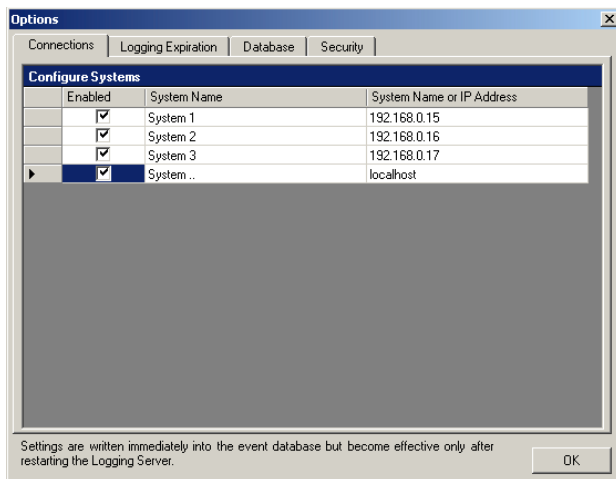 Options
Connections Logging Expiration Database Security
Configure Systems
Enabled System Name System Name or IP Address
System 1 192.168.0.15
System 2 192.168.0.16
System 3 192.168.0.17
System .. localhost
Settings are written immediately into the event database but become effective only after
restarting the Logging Server.
OK